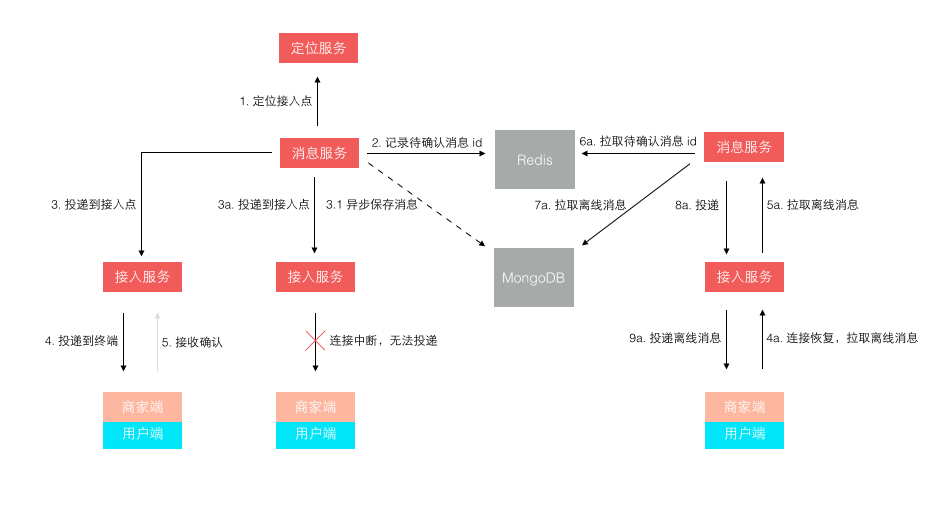 定位服务
1. 定位接入点
消息服务
2. 记录待确认消息 id
Redis
6a. 拉取待确认消息 id
消息服务
3. 投递到接入点
3a. 投递到接入点
3.1 异步保存消息
7a. 拉取离线消息
8a. 投递
5a. 拉取离线消息
接入服务
接入服务
MongoDB
接入服务
4. 投递到终端
5. 接收确认
连接中断，无法投递
9a. 投递离线消息
4a. 连接恢复，拉取离线消息
商家端
用户端
商家端
用户端
商家端
用户端